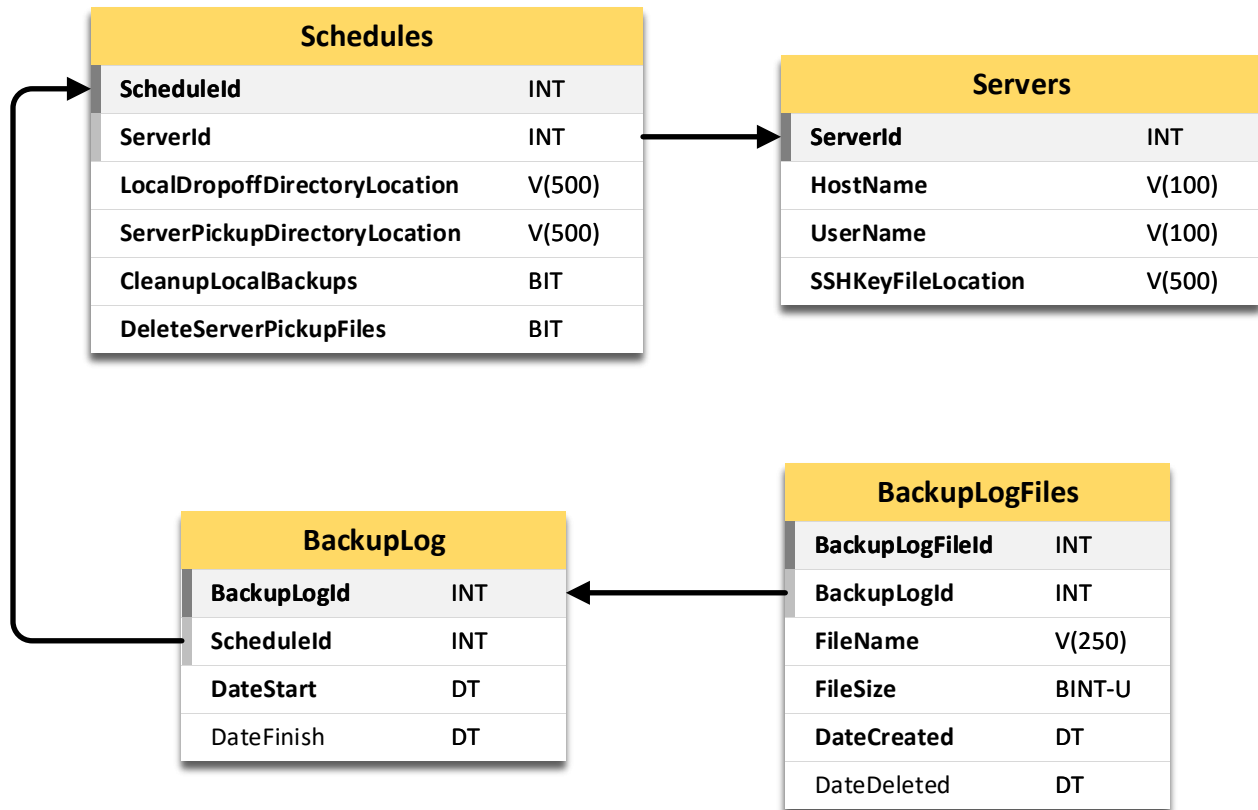 Schedules
ScheduleId INT
ServerId INT
LocalDropoffDirectoryLocation V(500)
ServerPickupDirectoryLocation V(500)
CleanupLocalBackups BIT
DeleteServerPickupFiles BIT
Servers
ServerId INT
HostName V(100)
UserName V(100)
SSHKeyFileLocation V(500)
BackupLog
BackupLogId INT
ScheduleId INT
DateStart DT
DateFinish DT
BackupLogFiles
BackupLogFileId INT
BackupLogId INT
FileName V(250)
FileSize BINT-U
DateCreated DT
DateDeleted DT